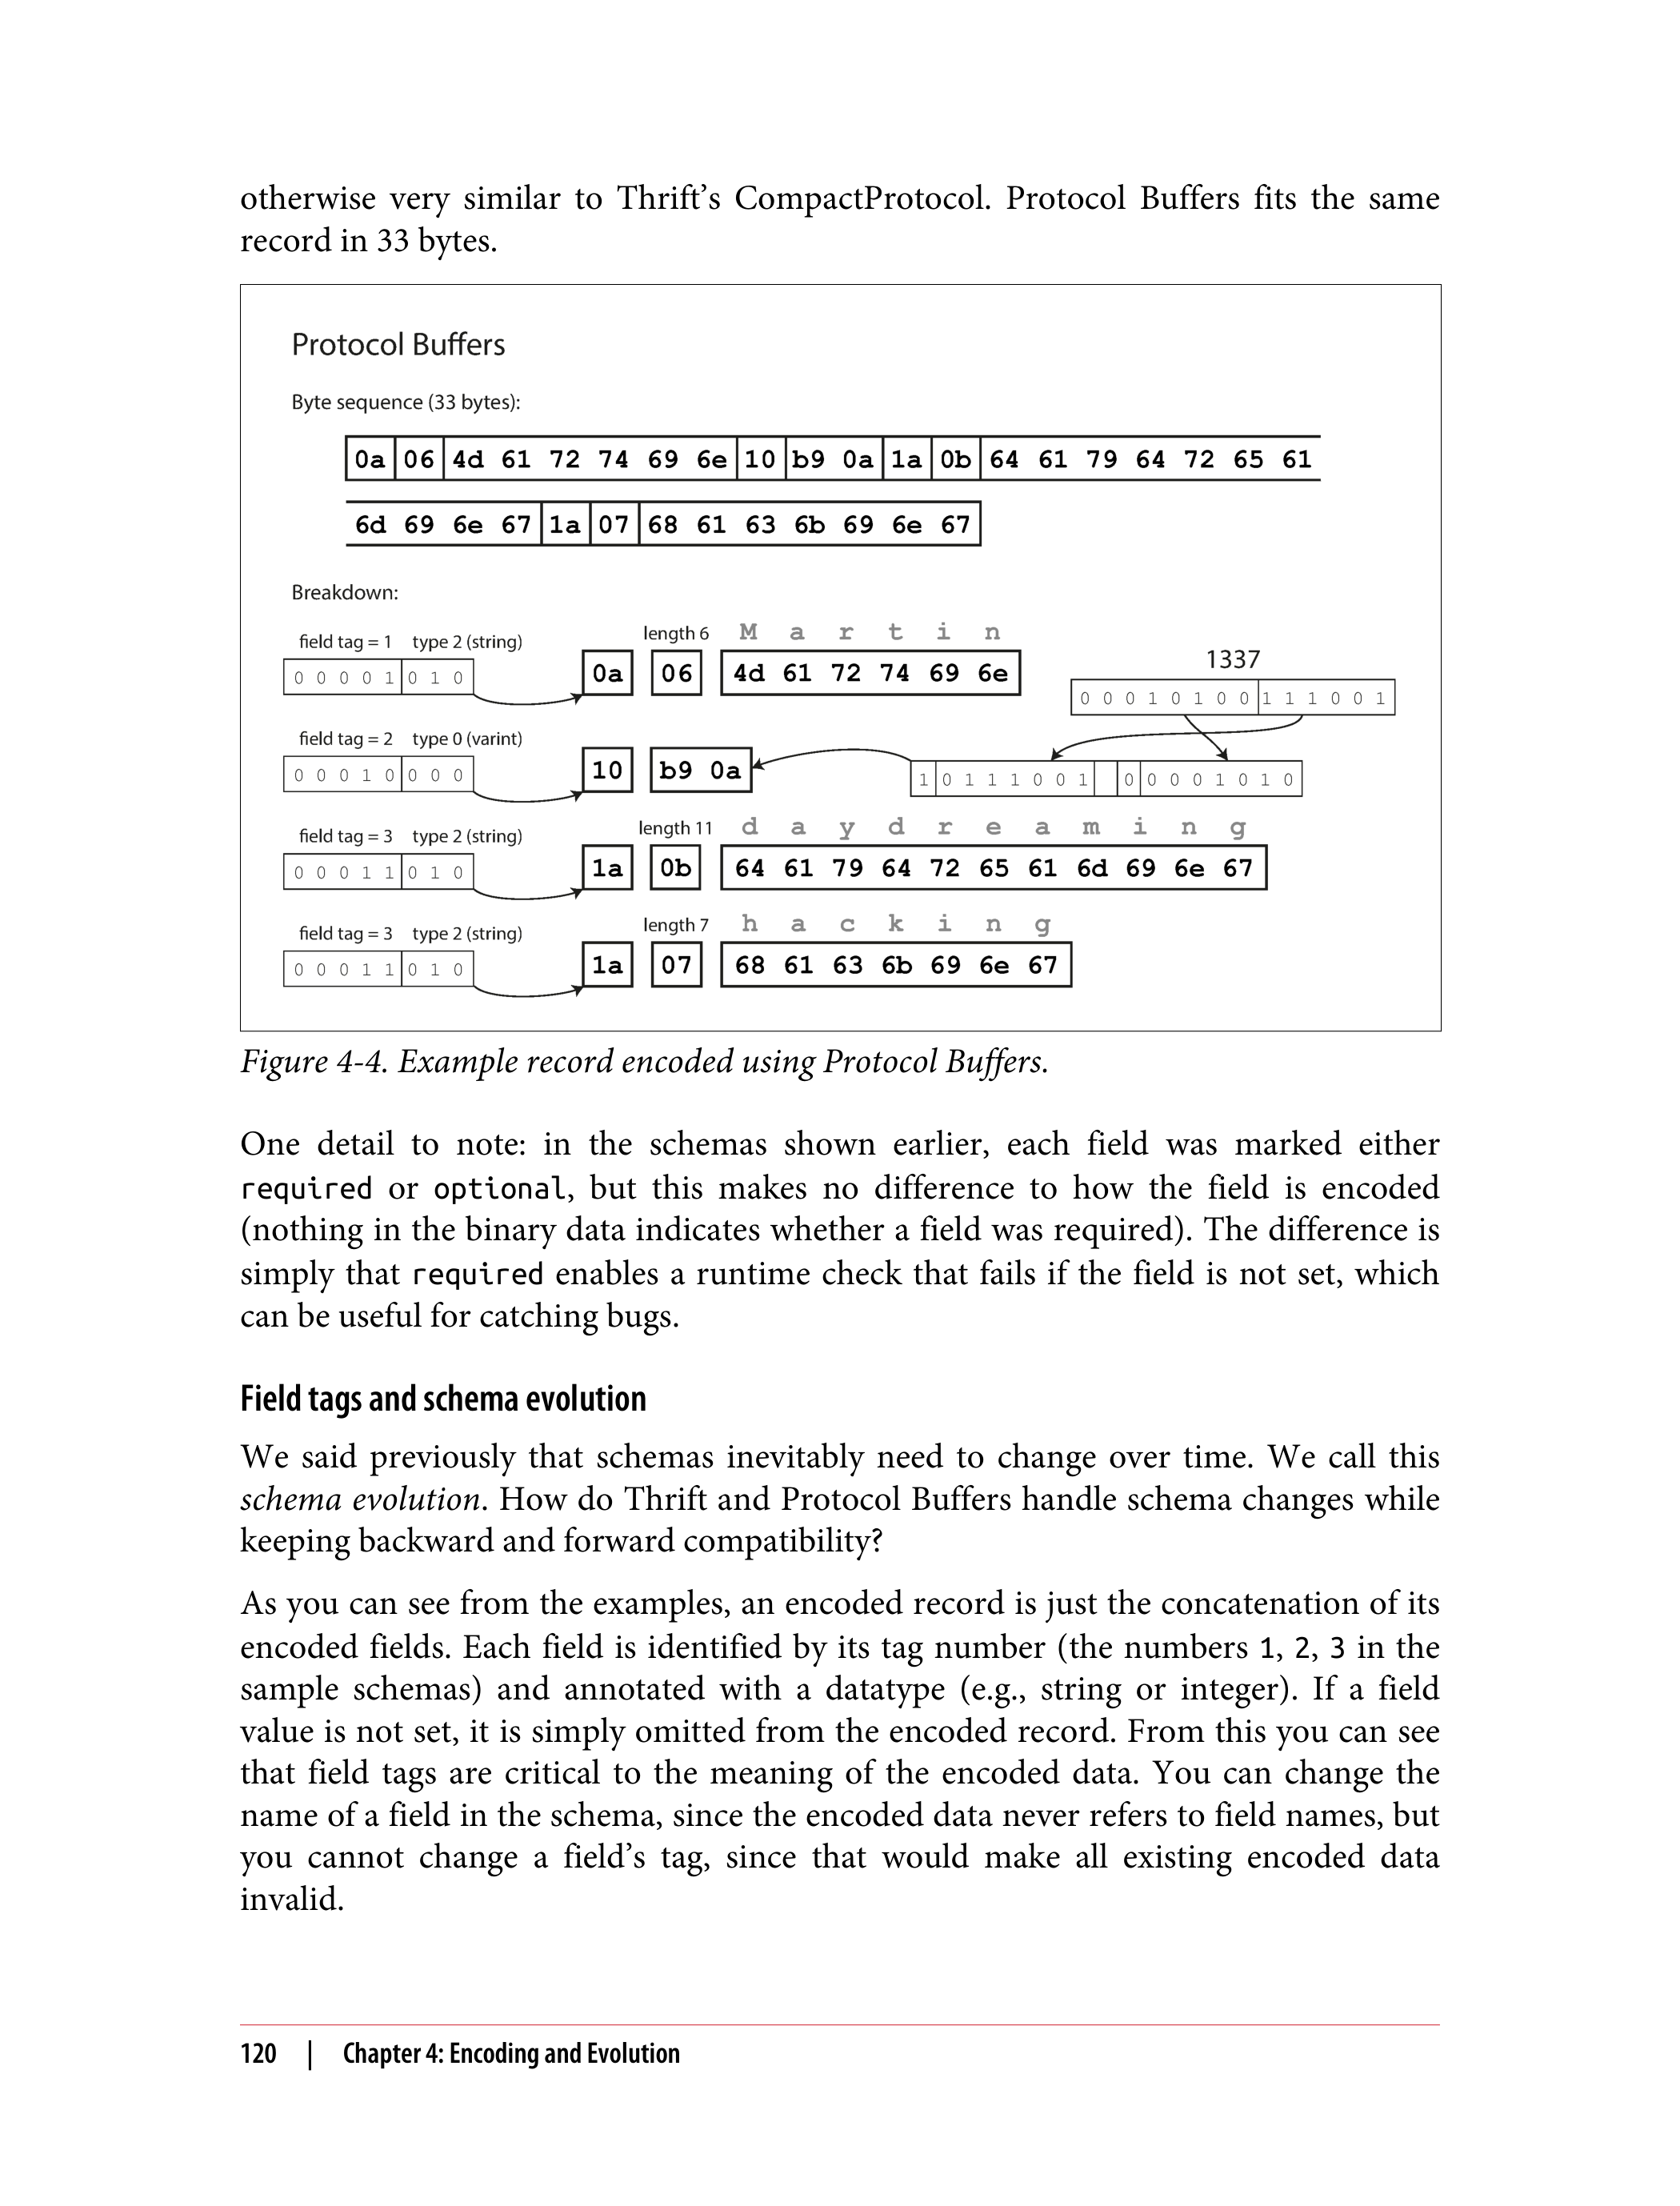 otherwise very similar to Thrift’s CompactProtocol. Protocol Buffers fits the same
record in 33 bytes.
Protocol Buffers
Byte sequence (33 bytes):
0a 06 4d 61 72 74 69 6e 10 b9 0a 1a 0b 64 61 79 64 72 65 61
6d 69 6e 67 1a 07 68 61 63 6b 69 6e 67
Breakdown:
field tag = 1 type 2 (string) length 6 M a r t i n
0 0 0 0 1 0 1 0 0a 06 4d 61 72 74 69 6e
1337
0 0 0 1 0 1 0 0 1 1 1 0 0 1
field tag = 2 type 0 (varint)
0 0 0 1 0 0 0 0 10 b9 0a 1 0 1 1 1 0 0 1 0 0 0 0 1 0 1 0
field tag = 3 type 2 (string) length 11 d a y d r e a m i n g
0 0 0 1 1 0 1 0 1a 0b 64 61 79 64 72 65 61 6d 69 6e 67
field tag = 3 type 2 (string) length 7 h a c k i n g
0 0 0 1 1 0 1 0 1a 07 68 61 63 6b 69 6e 67
Figure 4-4. Example record encoded using Protocol Buffers.
One detail to note: in the schemas shown earlier, each field was marked either
required or optional, but this makes no difference to how the field is encoded
(nothing in the binary data indicates whether a field was required). The difference is
simply that required enables a runtime check that fails if the field is not set, which
can be useful for catching bugs.
Field tags and schema evolution
We said previously that schemas inevitably need to change over time. We call this
schema evolution. How do Thrift and Protocol Buffers handle schema changes while
keeping backward and forward compatibility?
As you can see from the examples, an encoded record is just the concatenation of its
encoded fields. Each field is identified by its tag number (the numbers 1, 2, 3 in the
sample schemas) and annotated with a datatype (e.g., string or integer). If a field
value is not set, it is simply omitted from the encoded record. From this you can see
that field tags are critical to the meaning of the encoded data. You can change the
name of a field in the schema, since the encoded data never refers to field names, but
you cannot change a field’s tag, since that would make all existing encoded data
invalid.
120 | Chapter 4: Encoding and Evolution